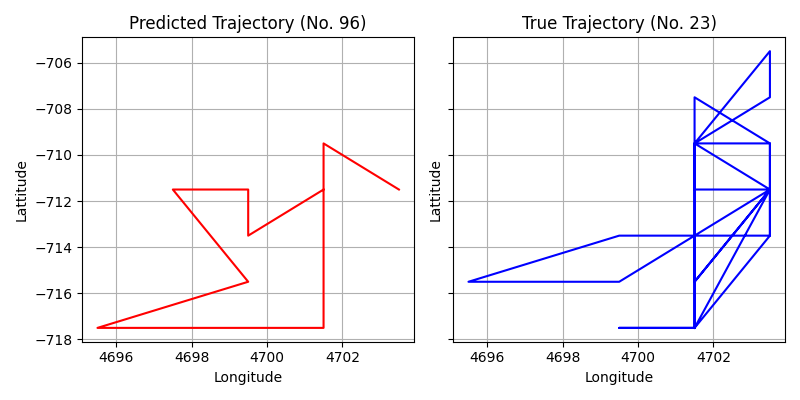 Predicted Trajectory (No. 96)
−706
−708
−710
−712
−714
−716
−718
Lattitude
4696 4698 4700 4702
Longitude
True Trajectory (No. 23)
Lattitude
4696 4698 4700 4702
Longitude